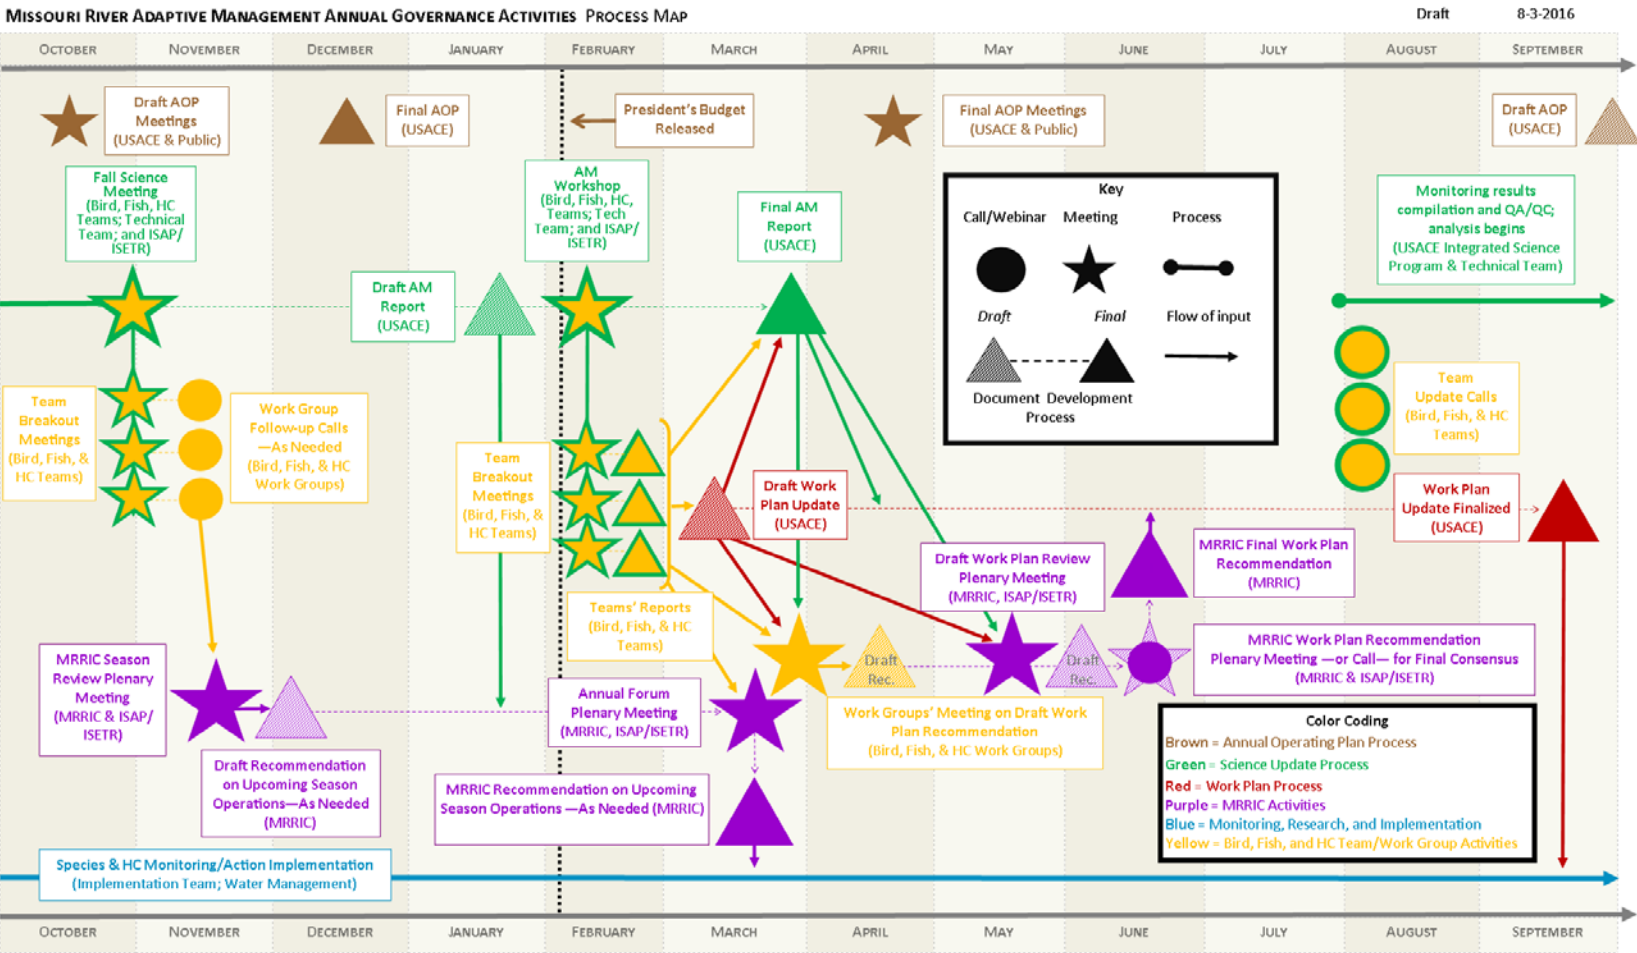 MISSOURI RIVER ADAPTIVE MANAGEMENT ANNUAL GOVERNANCE ACTIVITIES PROCESS MAP
Draft
8-3-2016
OCTOBER
NOVEMBER
DECEMBER
JANUARY
FEBRUARY
MARCH
APRIL
MAY
JUNE
JULY
AUGUST
SEPTEMBER
Draft AOP
Meetings
(USACE & Public)
Final AOP
(USACE)
President's Budget
Released
Final AOP Meetings
(USACE & Public)
Draft AOP
(USACE)
Fall Science
Meeting
(Bird, Fish, HC
Teams; Technical
Team; and ISAP/
ISETR)
AM
Workshop
(Bird, Fish, HC,
Teams; Tech
Team; and ISAP/
ISETR)
Final AM
Report
(USACE)
Key
Call/Webinar
Meeting
Process
Draft
Final
Flow of input
Document Development
Process
Monitoring results
compilation and QA/QC;
analysis begins
(USACE Integrated Science
Program & Technical Team)
Draft AM
Report
(USACE)
Team
Breakout
Meetings
(Bird, Fish, &
HC Teams)
Work Group
Follow-up Calls
—As Needed
(Bird, Fish, & HC
Work Groups)
Team
Breakout
Meetings
(Bird, Fish, &
HC Teams)
Team
Update Calls
(Bird, Fish, & HC
Teams)
Draft Work
Plan Update
(USACE)
Work Plan
Update Finalized
(USACE)
Draft Work Plan Review
Plenary Meeting
(MRRIC, ISAP/ISETR)
MRRIC Final Work Plan
Recommendation
(MRRIC)
Teams' Reports
(Bird, Fish, & HC
Teams)
MRRIC Season
Review Plenary
Meeting
(MRRIC & ISAP/
ISETR)
Draft
Rec.
Draft
Rec.
MRRIC Work Plan Recommendation
Plenary Meeting —or Call— for Final Consensus
(MRRIC & ISAP/ISETR)
Annual Forum
Plenary Meeting
(MRRIC, ISAP/ISETR)
Work Groups' Meeting on Draft Work
Plan Recommendation
(Bird, Fish, & HC Work Groups)
Draft Recommendation
on Upcoming Season
Operations—As Needed
(MRRIC)
MRRIC Recommendation on Upcoming
Season Operations —As Needed (MRRIC)
Color Coding
Brown = Annual Operating Plan Process
Green = Science Update Process
Red = Work Plan Process
Purple = MRRIC Activities
Blue = Monitoring, Research, and Implementation
Yellow = Bird, Fish, and HC Team/Work Group Activities
Species & HC Monitoring/Action Implementation
(Implementation Team; Water Management)
OCTOBER
NOVEMBER
DECEMBER
JANUARY
FEBRUARY
MARCH
APRIL
MAY
JUNE
JULY
AUGUST
SEPTEMBER